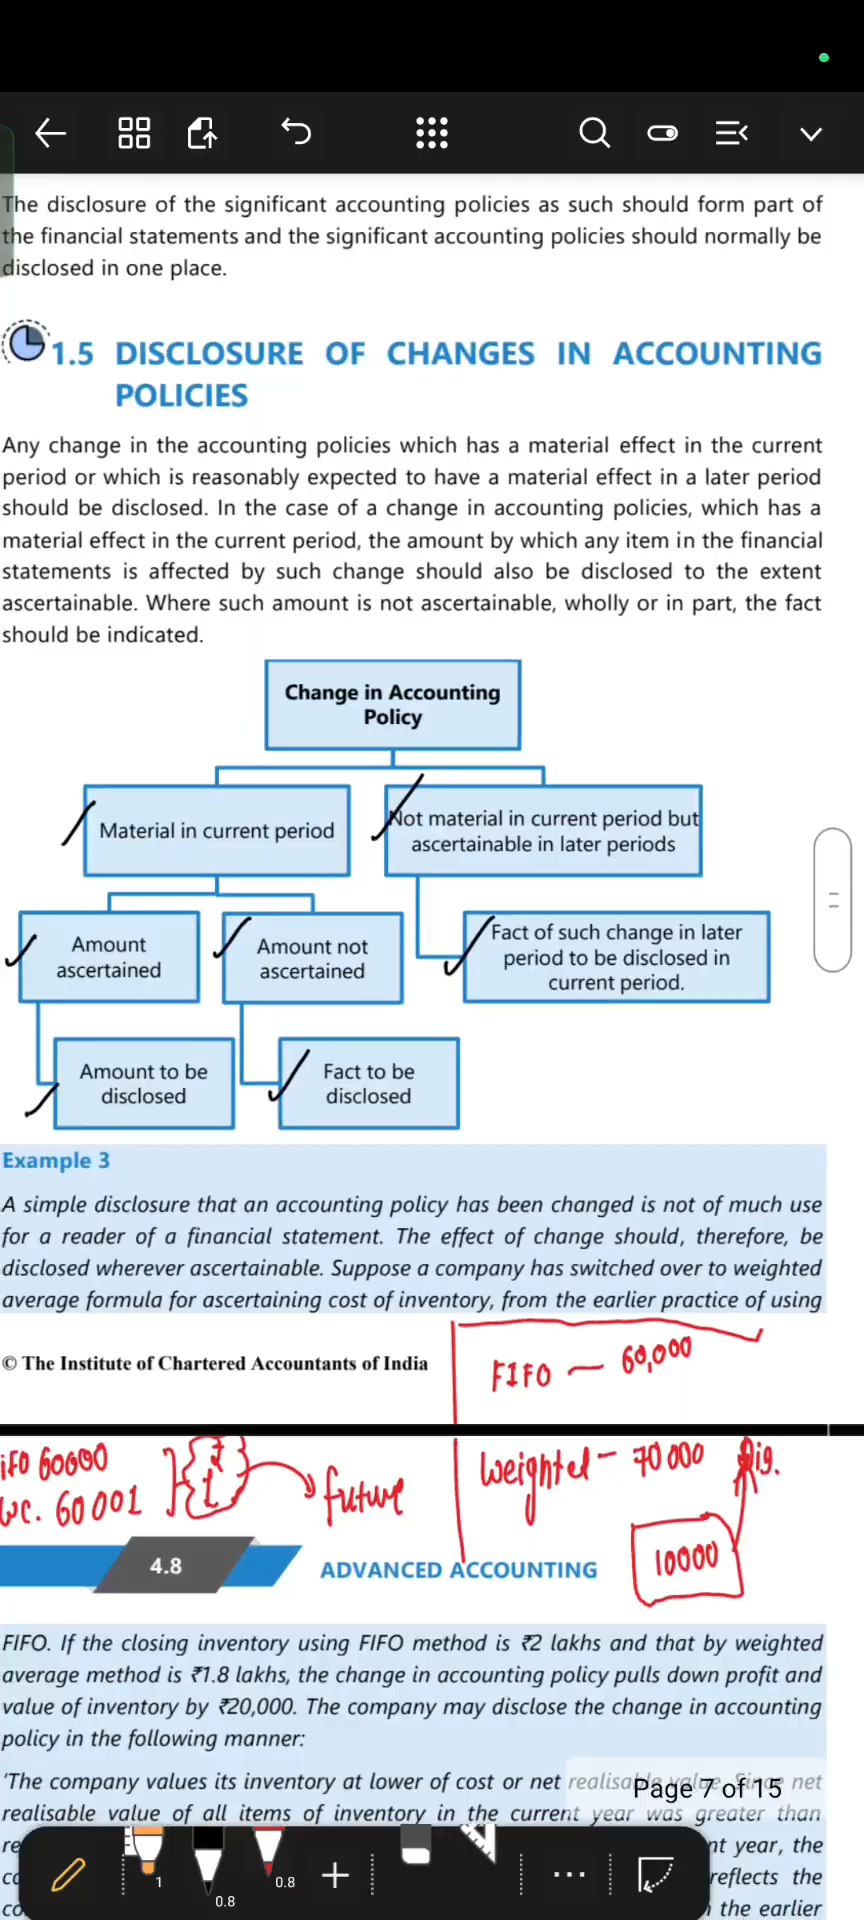 The disclosure of the significant accounting policies as such should form part of
the financial statements and the significant accounting policies should normally be
disclosed in one place.
1.5 DISCLOSURE OF CHANGES IN ACCOUNTING
POLICIES
Any change in the accounting policies which has a material effect in the current
period or which is reasonably expected to have a material effect in a later period
should be disclosed. In the case of a change in accounting policies, which has a
material effect in the current period, the amount by which any item in the financial
statements is affected by such change should also be disclosed to the extent
ascertainable. Where such amount is not ascertainable, wholly or in part, the fact
should be indicated.
Change in Accounting
Policy
Material in current period
Not material in current period but
ascertainable in later periods
Amount
ascertained
Amount not
ascertained
Fact of such change in later
period to be disclosed in
current period.
Amount to be
disclosed
Fact to be
disclosed
Example 3
A simple disclosure that an accounting policy has been changed is not of much use
for a reader of a financial statement. The effect of change should, therefore, be
disclosed wherever ascertainable. Suppose a company has switched over to weighted
average formula for ascertaining cost of inventory, from the earlier practice of using
© The Institute of Chartered Accountants of India
FIFO — 60,000
iFO 60000
wc. 60001
future
weighted - 70000
10000
4.8
ADVANCED ACCOUNTING
FIFO. If the closing inventory using FIFO method is ₹2 lakhs and that by weighted
average method is ₹1.8 lakhs, the change in accounting policy pulls down profit and
value of inventory by ₹20,000. The company may disclose the change in accounting
policy in the following manner:
'The company values its inventory at lower of cost or net realisable value. Since net
Page 7 of 15
realisable value of all items of inventory in the current year was greater than
nt year, the
reflects the
the earlier
1
0.8
0.8